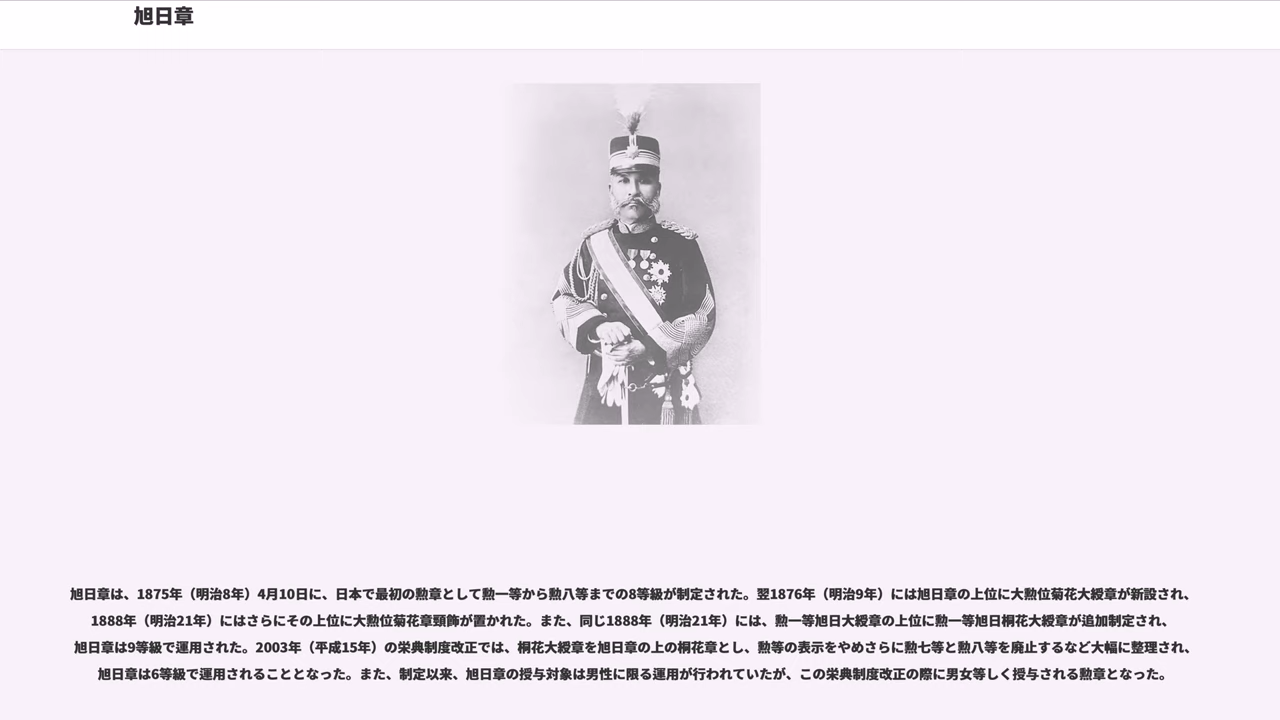 旭日章
旭日章は、1875年（明治8年）4月10日に、日本で最初の勲章として勲一等から勲八等までの8等級が制定された。翌1876年（明治9年）には旭日章の上位に大勲位菊花大綬章が新設され、
1888年（明治21年）にはさらにその上位に大勲位菊花章頸飾が置かれた。また、同じ1888年（明治21年）には、勲一等旭日大綬章の上位に勲一等旭日桐花大綬章が追加制定され、
旭日章は9等級で運用された。2003年（平成15年）の栄典制度改正では、桐花大綬章を旭日章の上の桐花章とし、勲等の表示をやめさらに勲七等と勲八等を廃止するなど大幅に整理され、
旭日章は6等級で運用されることとなった。また、制定以来、旭日章の授与対象は男性に限る運用が行われていたが、この栄典制度改正の際に男女等しく授与される勲章となった。